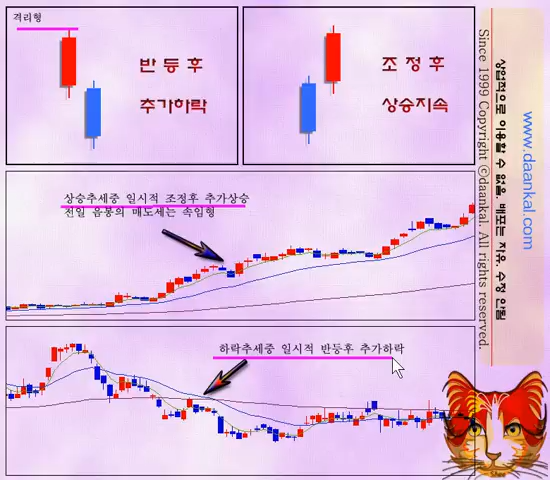 격리형
반등후
추가하락
조정후
상승지속
상승추세중 일시적 조정후 추가상승
전일 음봉의 매도세는 속임형
하락추세중 일시적 반등후 추가하락
Since 1999 Copyright ⓒdaankal. All rights reserved.
상업적으로 이용할 수 없음. 배포는 자유. 수정 안됨
www.daankal.com